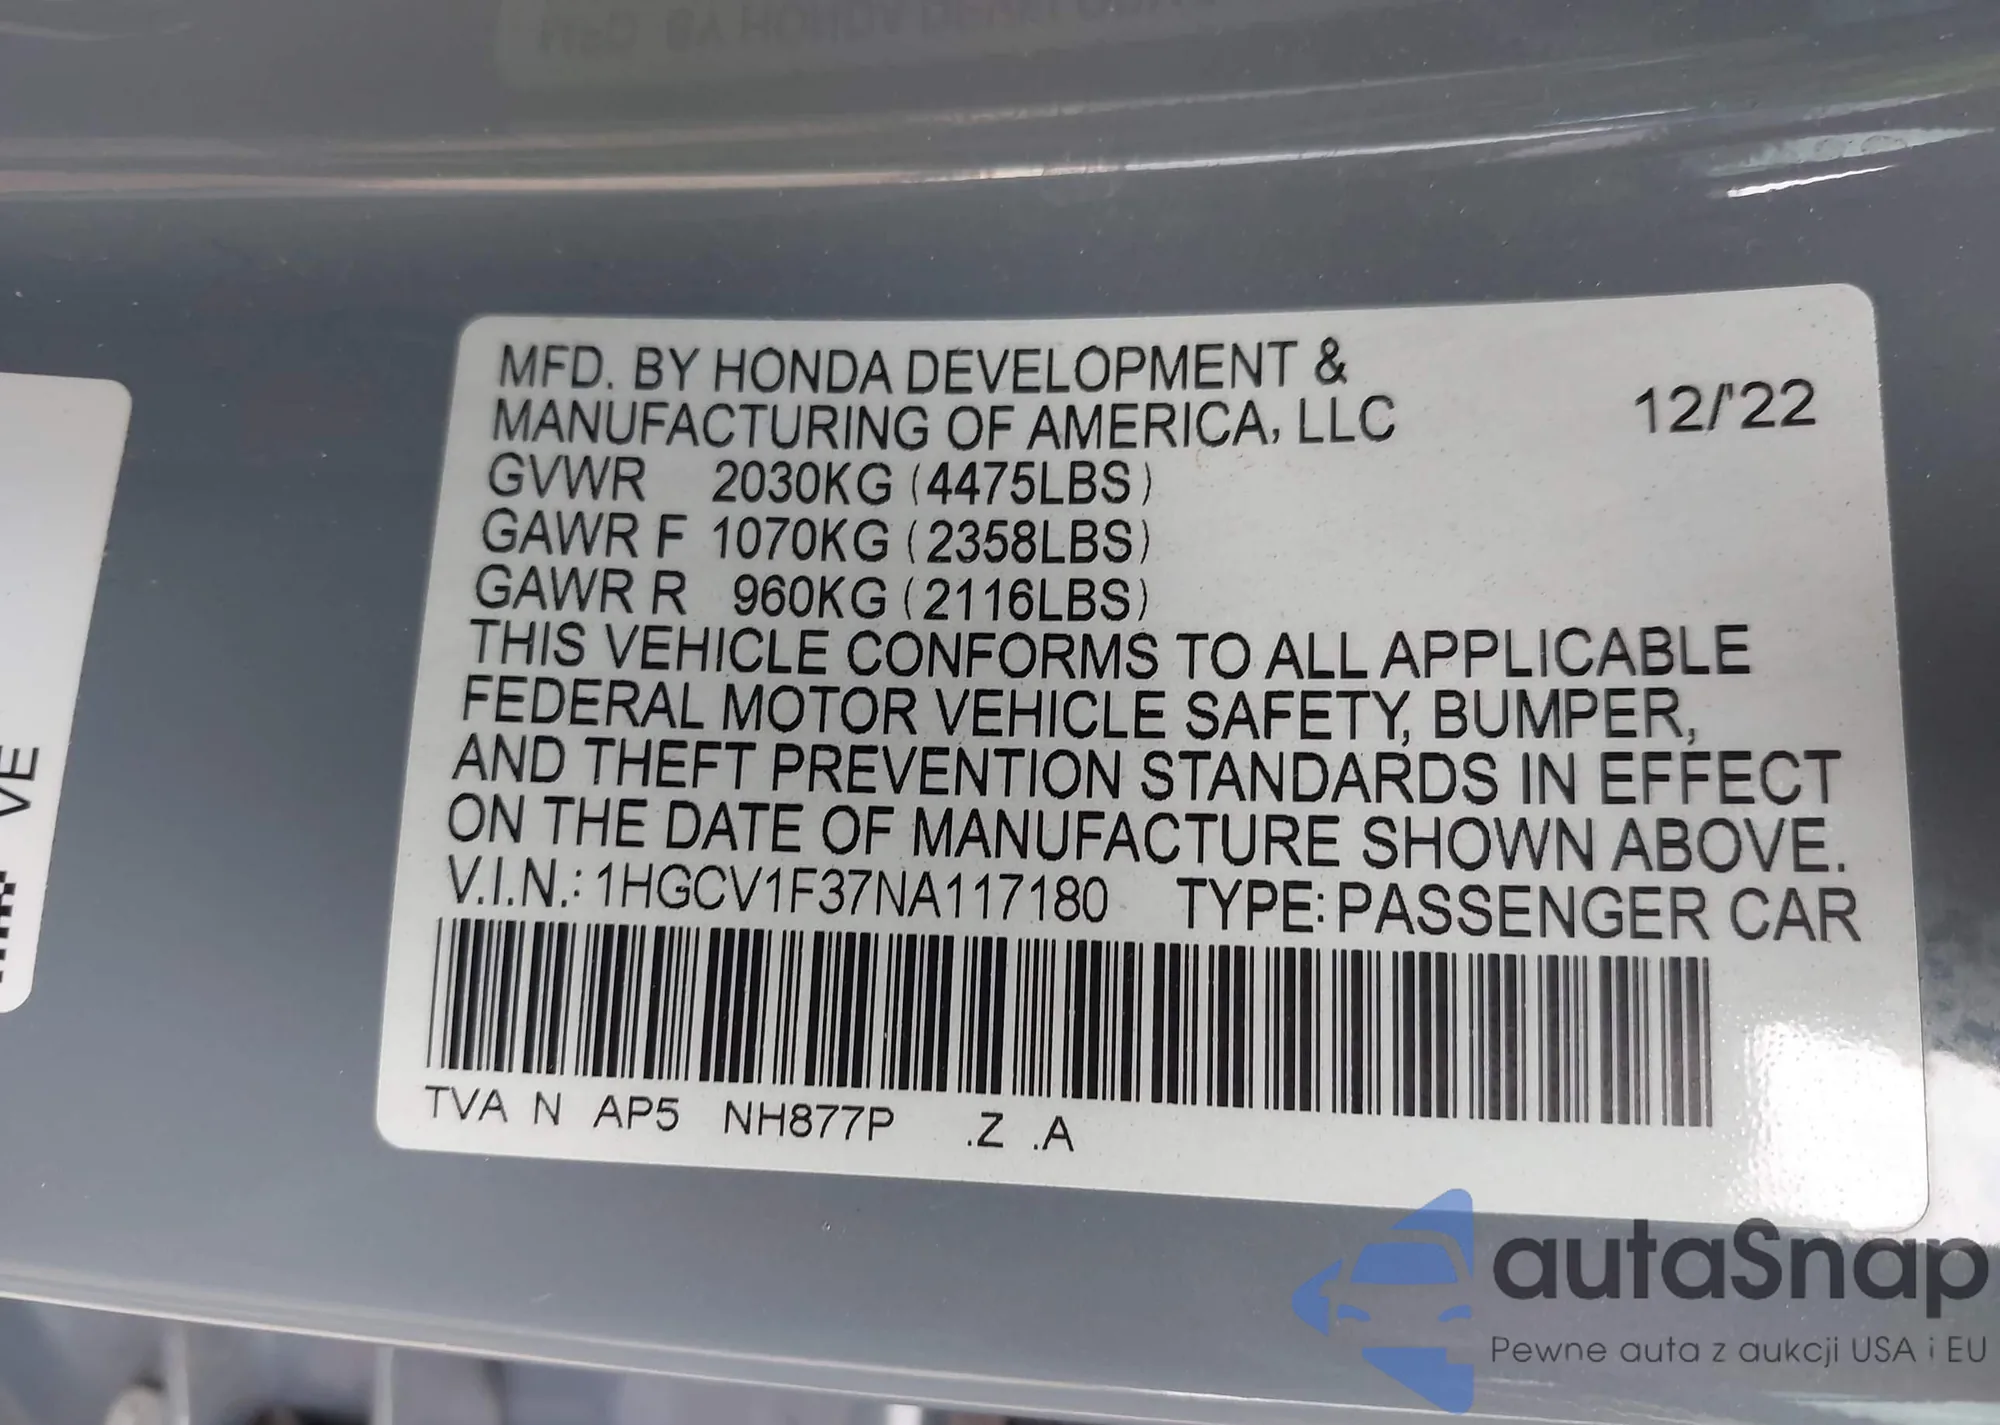 MFD. BY HONDA DEVELOPMENT &
MANUFACTURING OF AMERICA, LLC
12/'22
GVWR 2030KG (4475LBS)
GAWR F 1070KG (2358LBS)
GAWR R 960KG (2116LBS)
THIS VEHICLE CONFORMS TO ALL APPLICABLE
FEDERAL MOTOR VEHICLE SAFETY, BUMPER,
AND THEFT PREVENTION STANDARDS IN EFFECT
ON THE DATE OF MANUFACTURE SHOWN ABOVE.
V.I.N.: 1HGCV1F37NA117180 TYPE: PASSENGER CAR
TVA N AP5 NH877P .Z .A
VE
autaSnap
Pewne auta z aukcji USA i EU